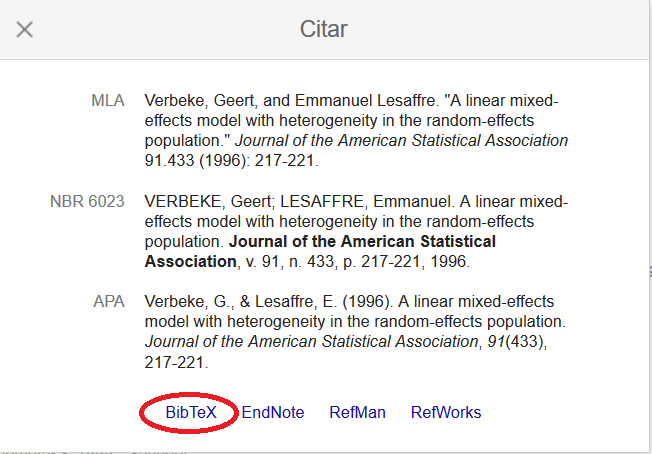 Citar
MLA
Verbeke, Geert, and Emmanuel Lesaffre. "A linear mixed-
effects model with heterogeneity in the random-effects
population." Journal of the American Statistical Association
91.433 (1996): 217-221.
NBR 6023
VERBEKE, Geert; LESAFFRE, Emmanuel. A linear mixed-
effects model with heterogeneity in the random-effects
population. Journal of the American Statistical
Association, v. 91, n. 433, p. 217-221, 1996.
APA
Verbeke, G., & Lesaffre, E. (1996). A linear mixed-effects
model with heterogeneity in the random-effects population.
Journal of the American Statistical Association, 91(433),
217-221.
BibTeX EndNote RefMan RefWorks